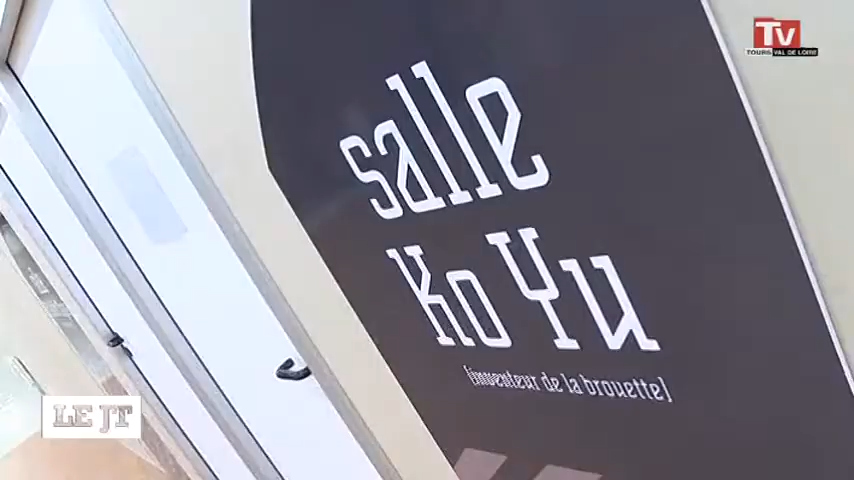 TV
TOURS VAL DE LOIRE
salle
Ko Yu
(inventeur de la brouette)
LE JT